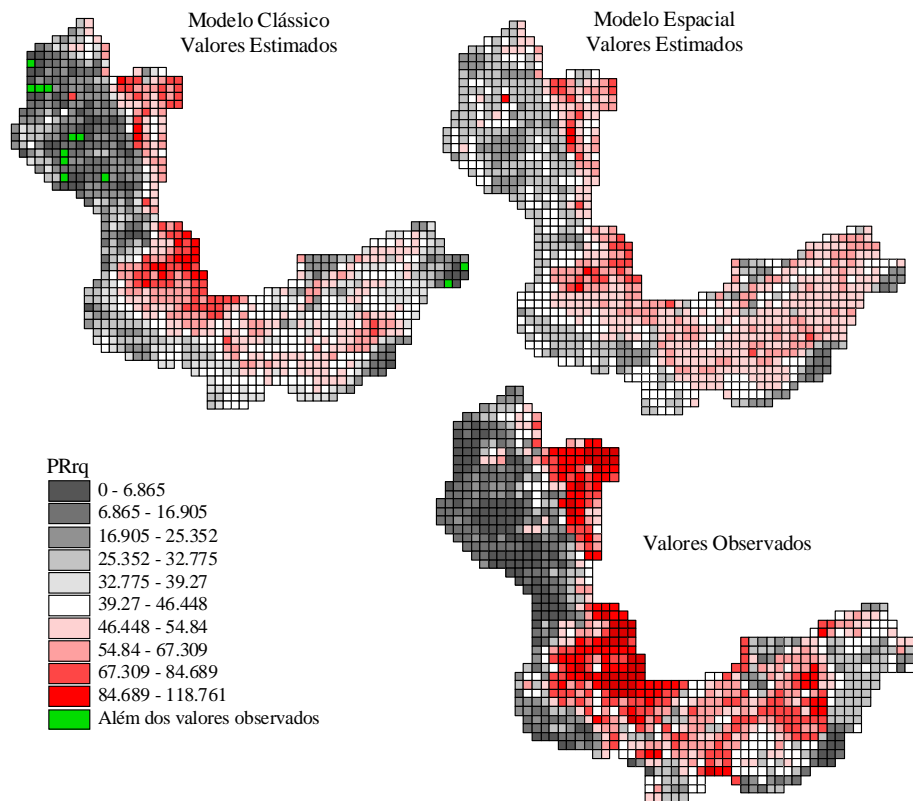 Modelo Clássico
Valores Estimados
Modelo Espacial
Valores Estimados
PRrq
0 - 6.865
6.865 - 16.905
16.905 - 25.352
25.352 - 32.775
32.775 - 39.27
39.27 - 46.448
46.448 - 54.84
54.84 - 67.309
67.309 - 84.689
84.689 - 118.761
Além dos valores observados
Valores Observados